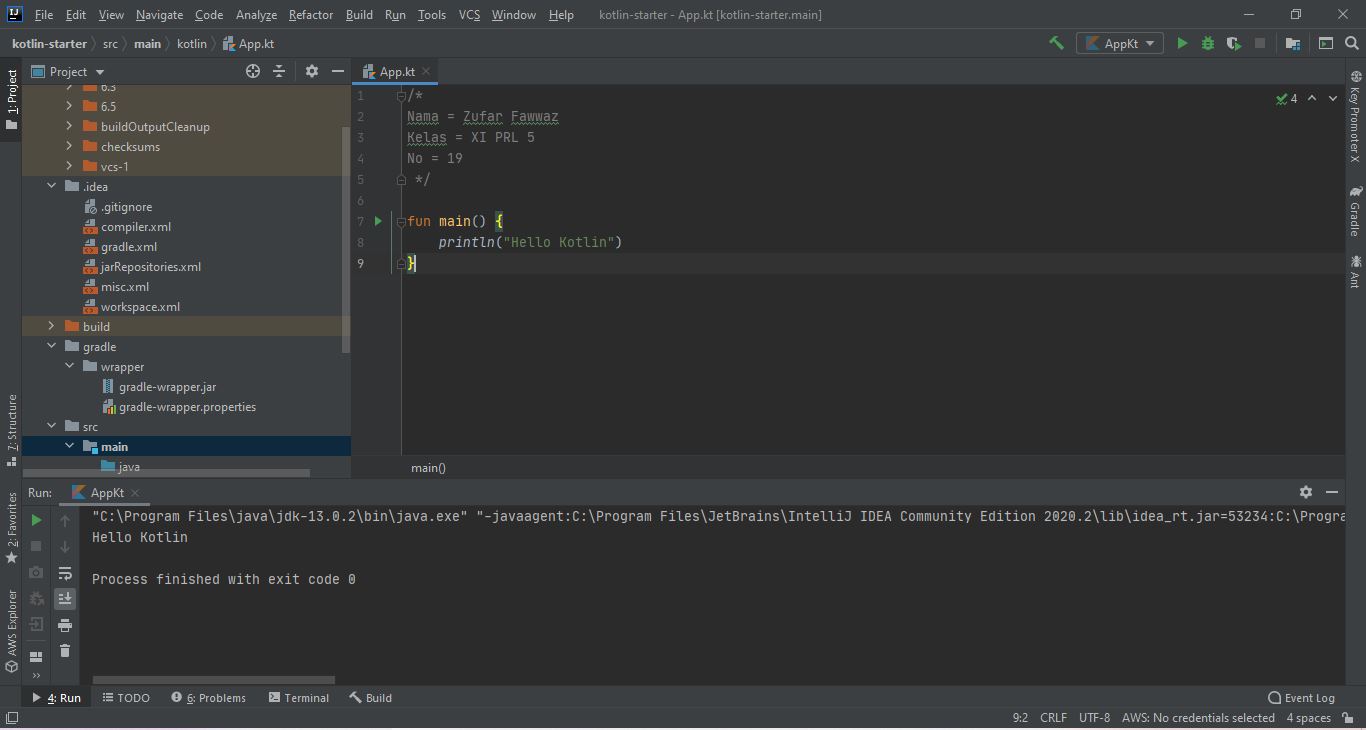 File Edit View Navigate Code Analyze Refactor Build Run Tools VCS Window Help kotlin-starter - App.kt [kotlin-starter.main]
kotlin-starter src main kotlin App.kt AppKt
1: Project
Project
6.3
6.5
buildOutputCleanup
checksums
vcs-1
.idea
.gitignore
compiler.xml
gradle.xml
jarRepositories.xml
misc.xml
workspace.xml
build
gradle
wrapper
gradle-wrapper.jar
gradle-wrapper.properties
src
main
java
App.kt
4
1 /*
2 Nama = Zufar Fawwaz
3 Kelas = XI PRL 5
4 No = 19
5 */
6
7 fun main() {
8 println("Hello Kotlin")
9 }
main()
Key Promoter X
Gradle
Ant
7: Structure
2: Favorites
AWS Explorer
Run: AppKt
"C:\Program Files\java\jdk-13.0.2\bin\java.exe" "-javaagent:C:\Program Files\JetBrains\IntelliJ IDEA Community Edition 2020.2\lib\idea_rt.jar=53234:C:\Progra
Hello Kotlin
Process finished with exit code 0
4: Run TODO 6: Problems Terminal Build Event Log
9:2 CRLF UTF-8 AWS: No credentials selected 4 spaces